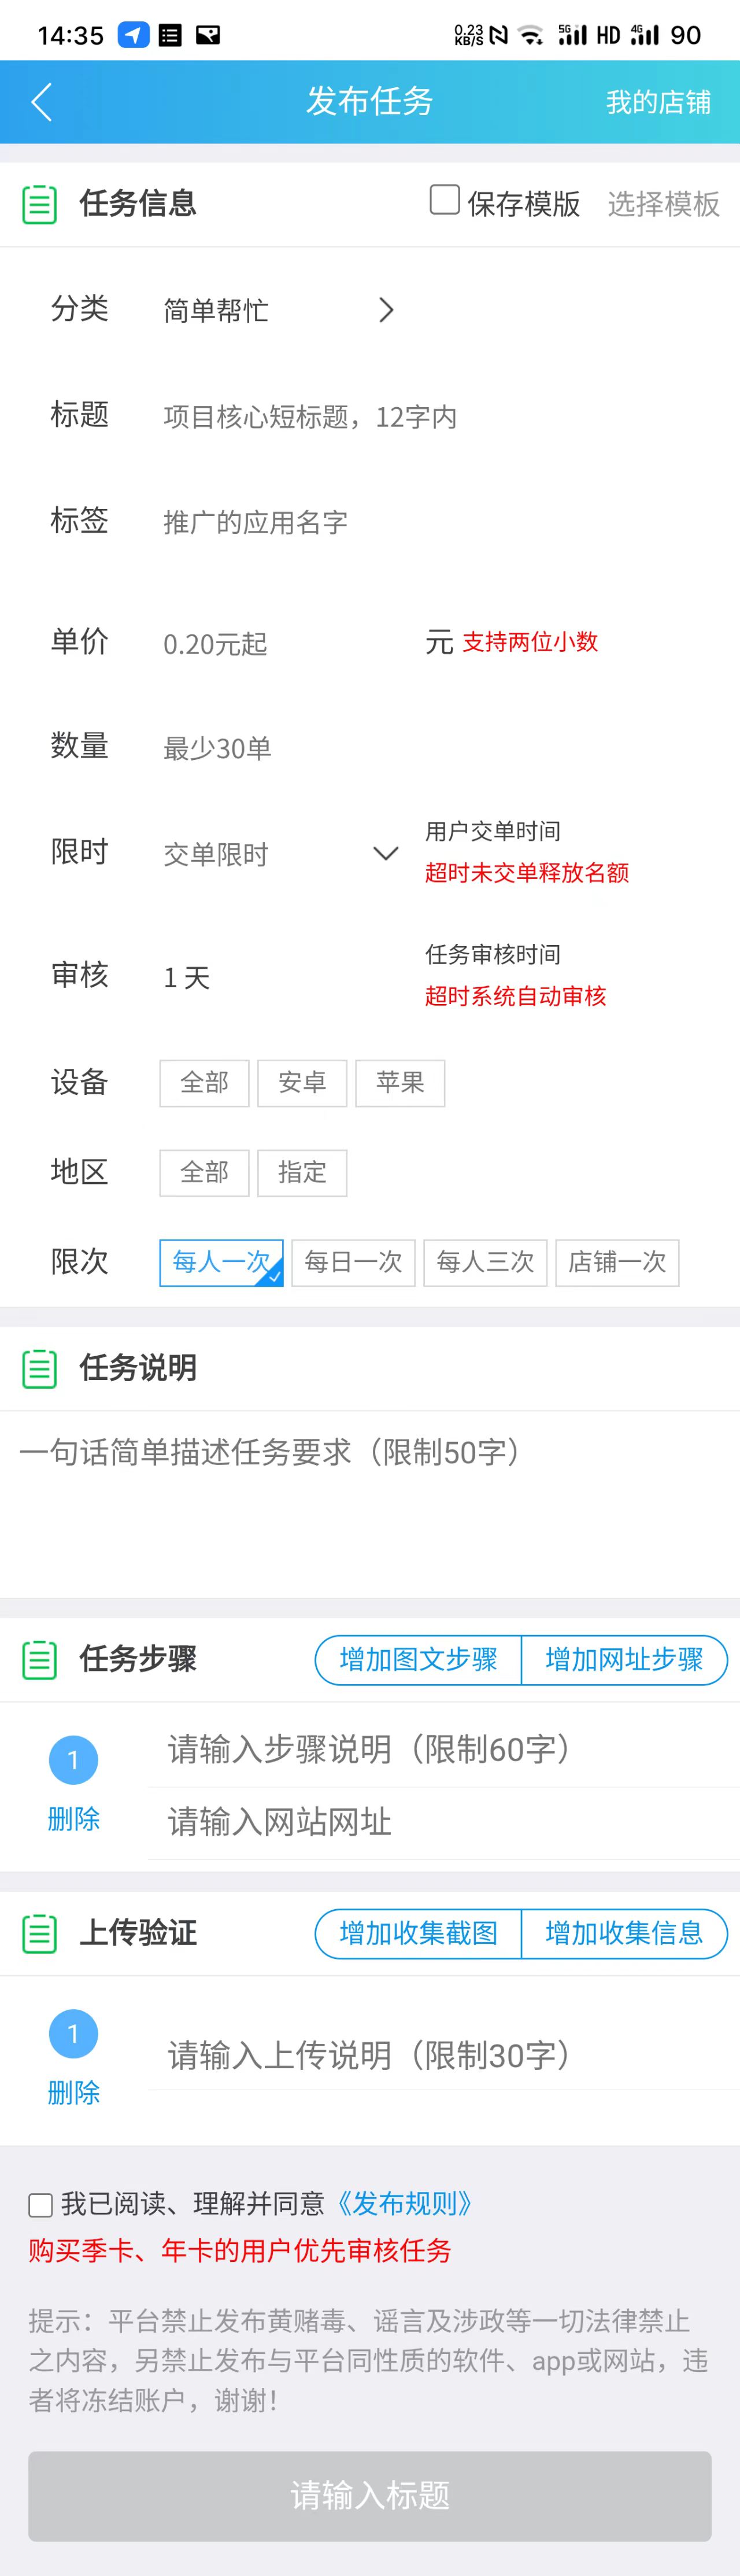 14:35 0.23 KB/S 5G HD 4G 90
发布任务 我的店铺
任务信息 保存模版 选择模板
分类 简单帮忙
标题 项目核心短标题，12字内
标签 推广的应用名字
单价 0.20元起 元 支持两位小数
数量 最少30单
限时 交单限时 用户交单时间
超时未交单释放名额
审核 1 天 任务审核时间
超时系统自动审核
设备 全部 安卓 苹果
地区 全部 指定
限次 每人一次 每日一次 每人三次 店铺一次
任务说明
一句话简单描述任务要求（限制50字）
任务步骤 增加图文步骤 增加网址步骤
1 请输入步骤说明（限制60字）
删除 请输入网站网址
上传验证 增加收集截图 增加收集信息
1 请输入上传说明（限制30字）
删除
我已阅读、理解并同意《发布规则》
购买季卡、年卡的用户优先审核任务
提示：平台禁止发布黄赌毒、谣言及涉政等一切法律禁止
之内容，另禁止发布与平台同性质的软件、app或网站，违
者将冻结账户，谢谢！
请输入标题